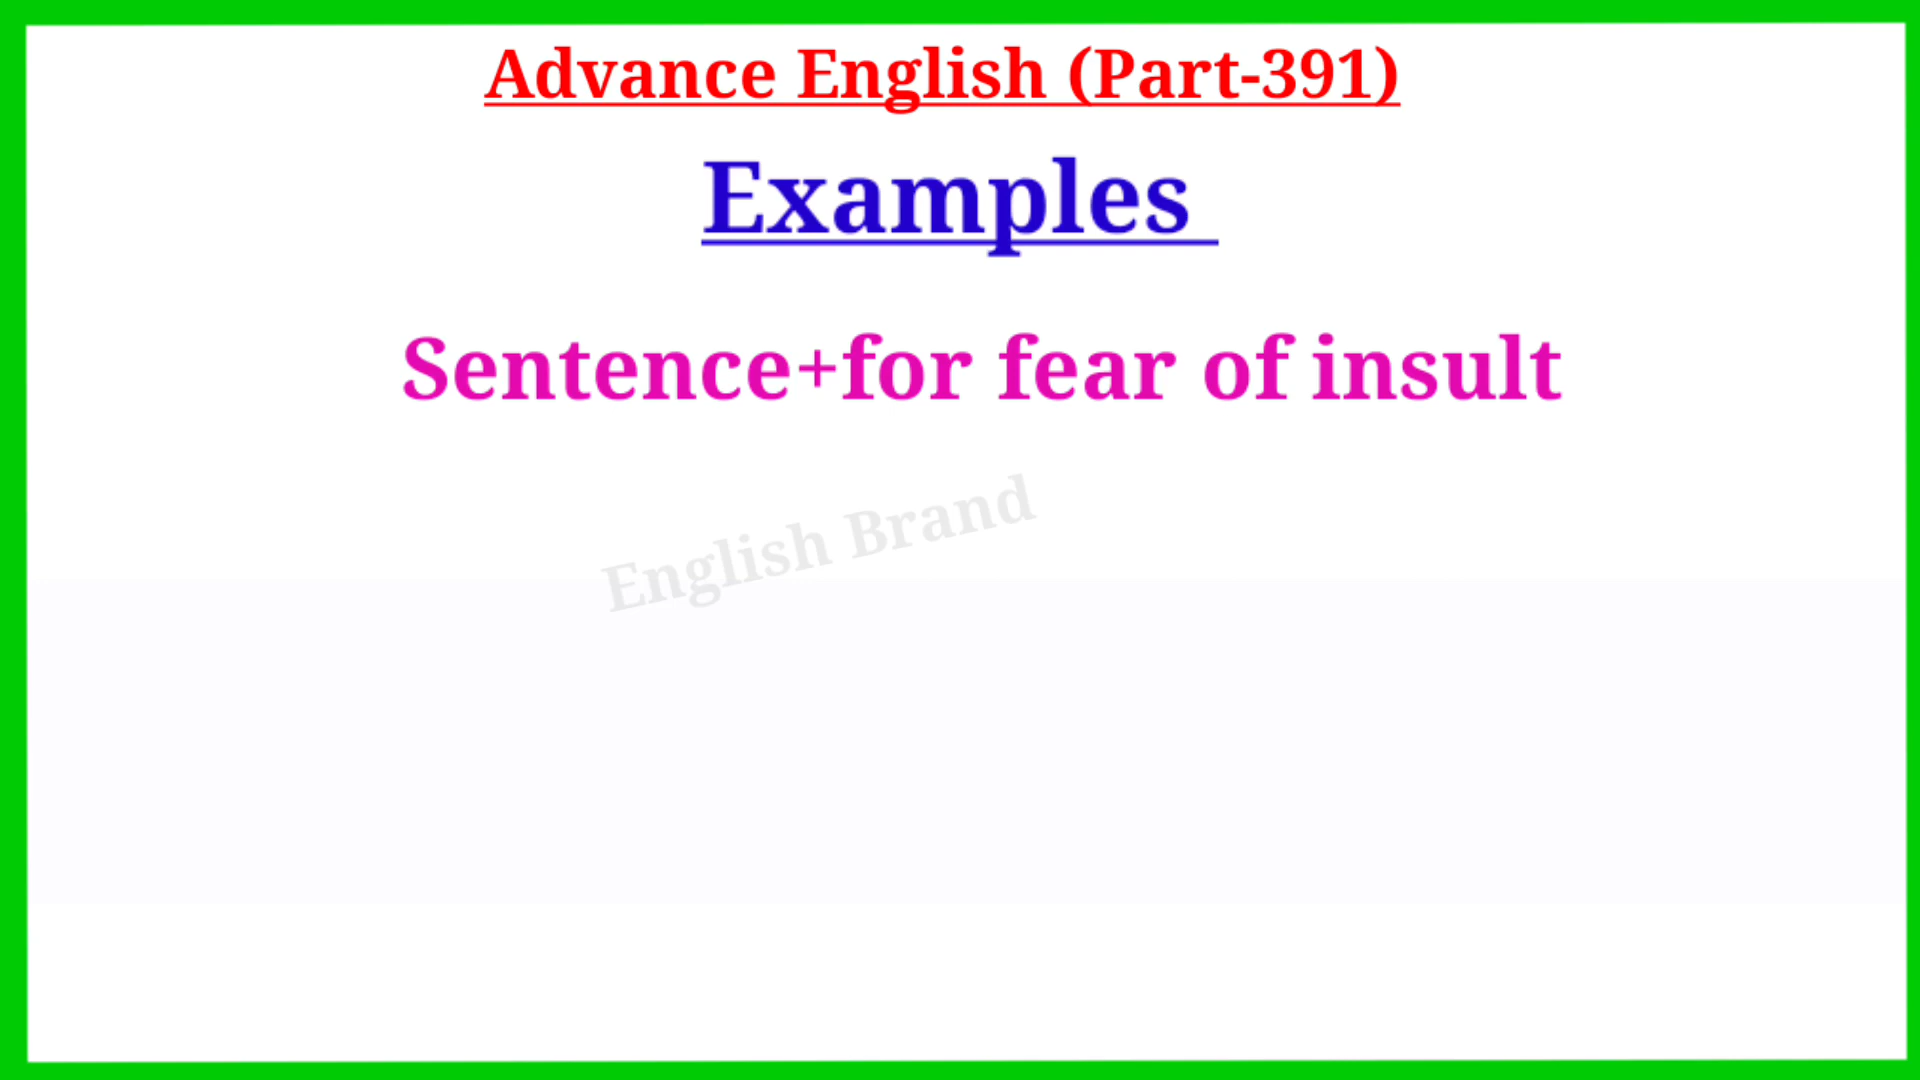 Advance English (Part-391)
Examples
Sentence+for fear of insult
English Brand